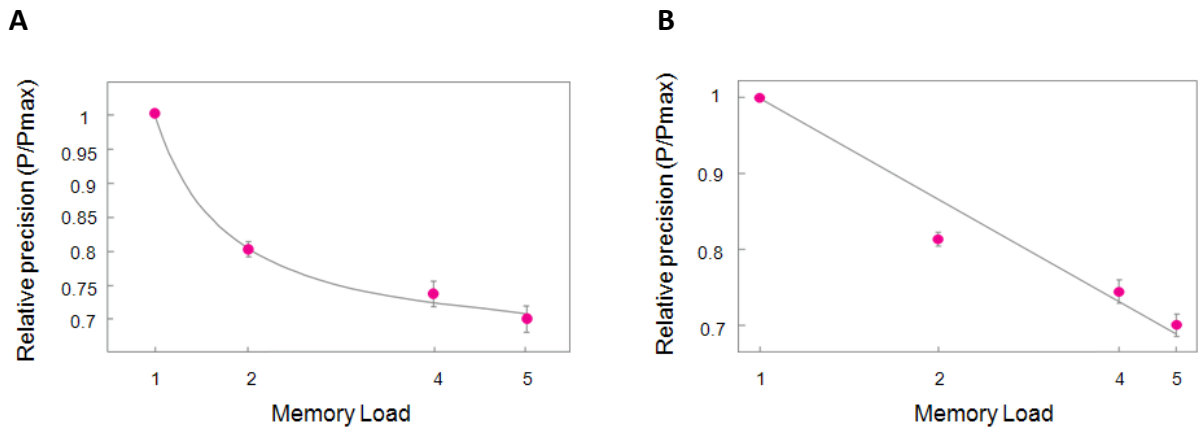 A
Relative precision (P/Pmax)
1
0.95
0.9
0.85
0.8
0.75
0.7
1 2 4 5
Memory Load
B
Relative precision (P/Pmax)
1
0.9
0.8
0.7
1 2 4 5
Memory Load